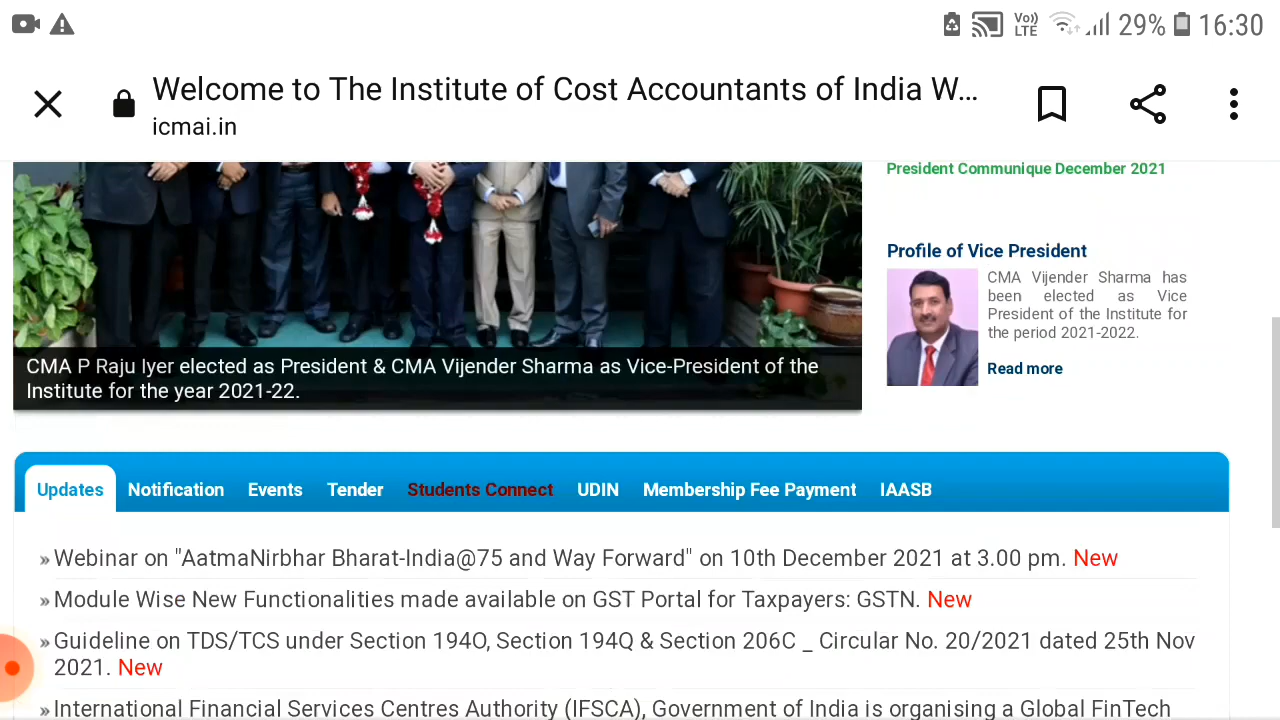 Vo))
LTE
29%
16:30
Welcome to The Institute of Cost Accountants of India W...
icmai.in
President Communique December 2021
Profile of Vice President
CMA Vijender Sharma has
been elected as Vice
President of the Institute for
the period 2021-2022.
Read more
CMA P Raju Iyer elected as President & CMA Vijender Sharma as Vice-President of the
Institute for the year 2021-22.
Updates Notification Events Tender Students Connect UDIN Membership Fee Payment IAASB
» Webinar on "AatmaNirbhar Bharat-India@75 and Way Forward" on 10th December 2021 at 3.00 pm. New
» Module Wise New Functionalities made available on GST Portal for Taxpayers: GSTN. New
» Guideline on TDS/TCS under Section 194O, Section 194Q & Section 206C _ Circular No. 20/2021 dated 25th Nov
2021. New
» International Financial Services Centres Authority (IFSCA), Government of India is organising a Global FinTech